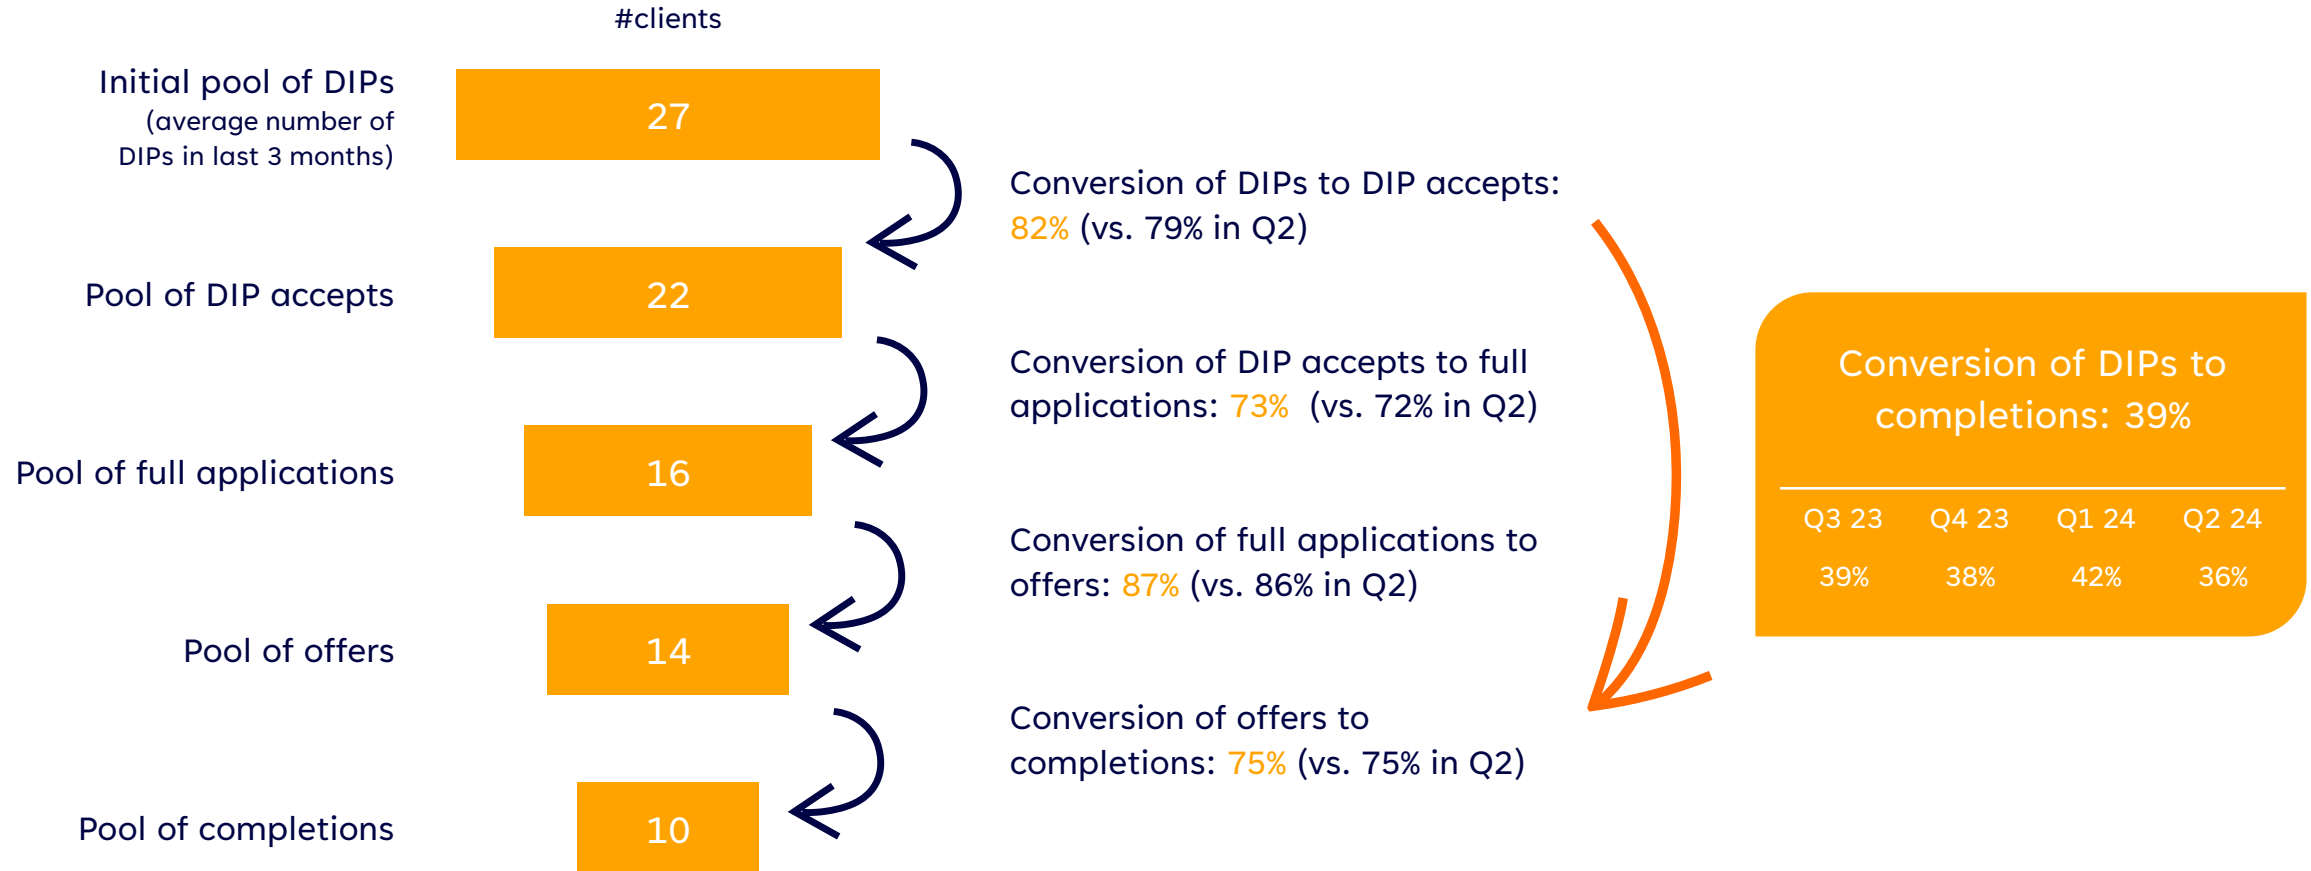 #clients
Initial pool of DIPs
(average number of
DIPs in last 3 months)
27
Conversion of DIPs to DIP accepts:
82% (vs. 79% in Q2)
Pool of DIP accepts
22
Conversion of DIP accepts to full
applications: 73% (vs. 72% in Q2)
Pool of full applications
16
Conversion of full applications to
offers: 87% (vs. 86% in Q2)
Pool of offers
14
Conversion of offers to
completions: 75% (vs. 75% in Q2)
Pool of completions
10
Conversion of DIPs to
completions: 39%
Q3 23 Q4 23 Q1 24 Q2 24
39% 38% 42% 36%